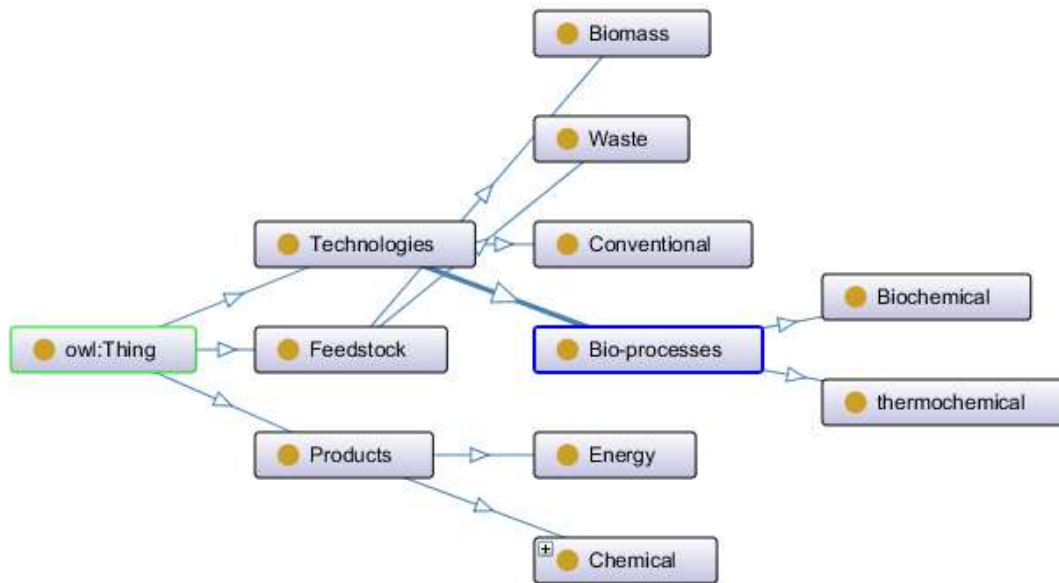 Biomass
Waste
Technologies
Conventional
Biochemical
owl:Thing
Feedstock
Bio-processes
thermochemical
Products
Energy
Chemical